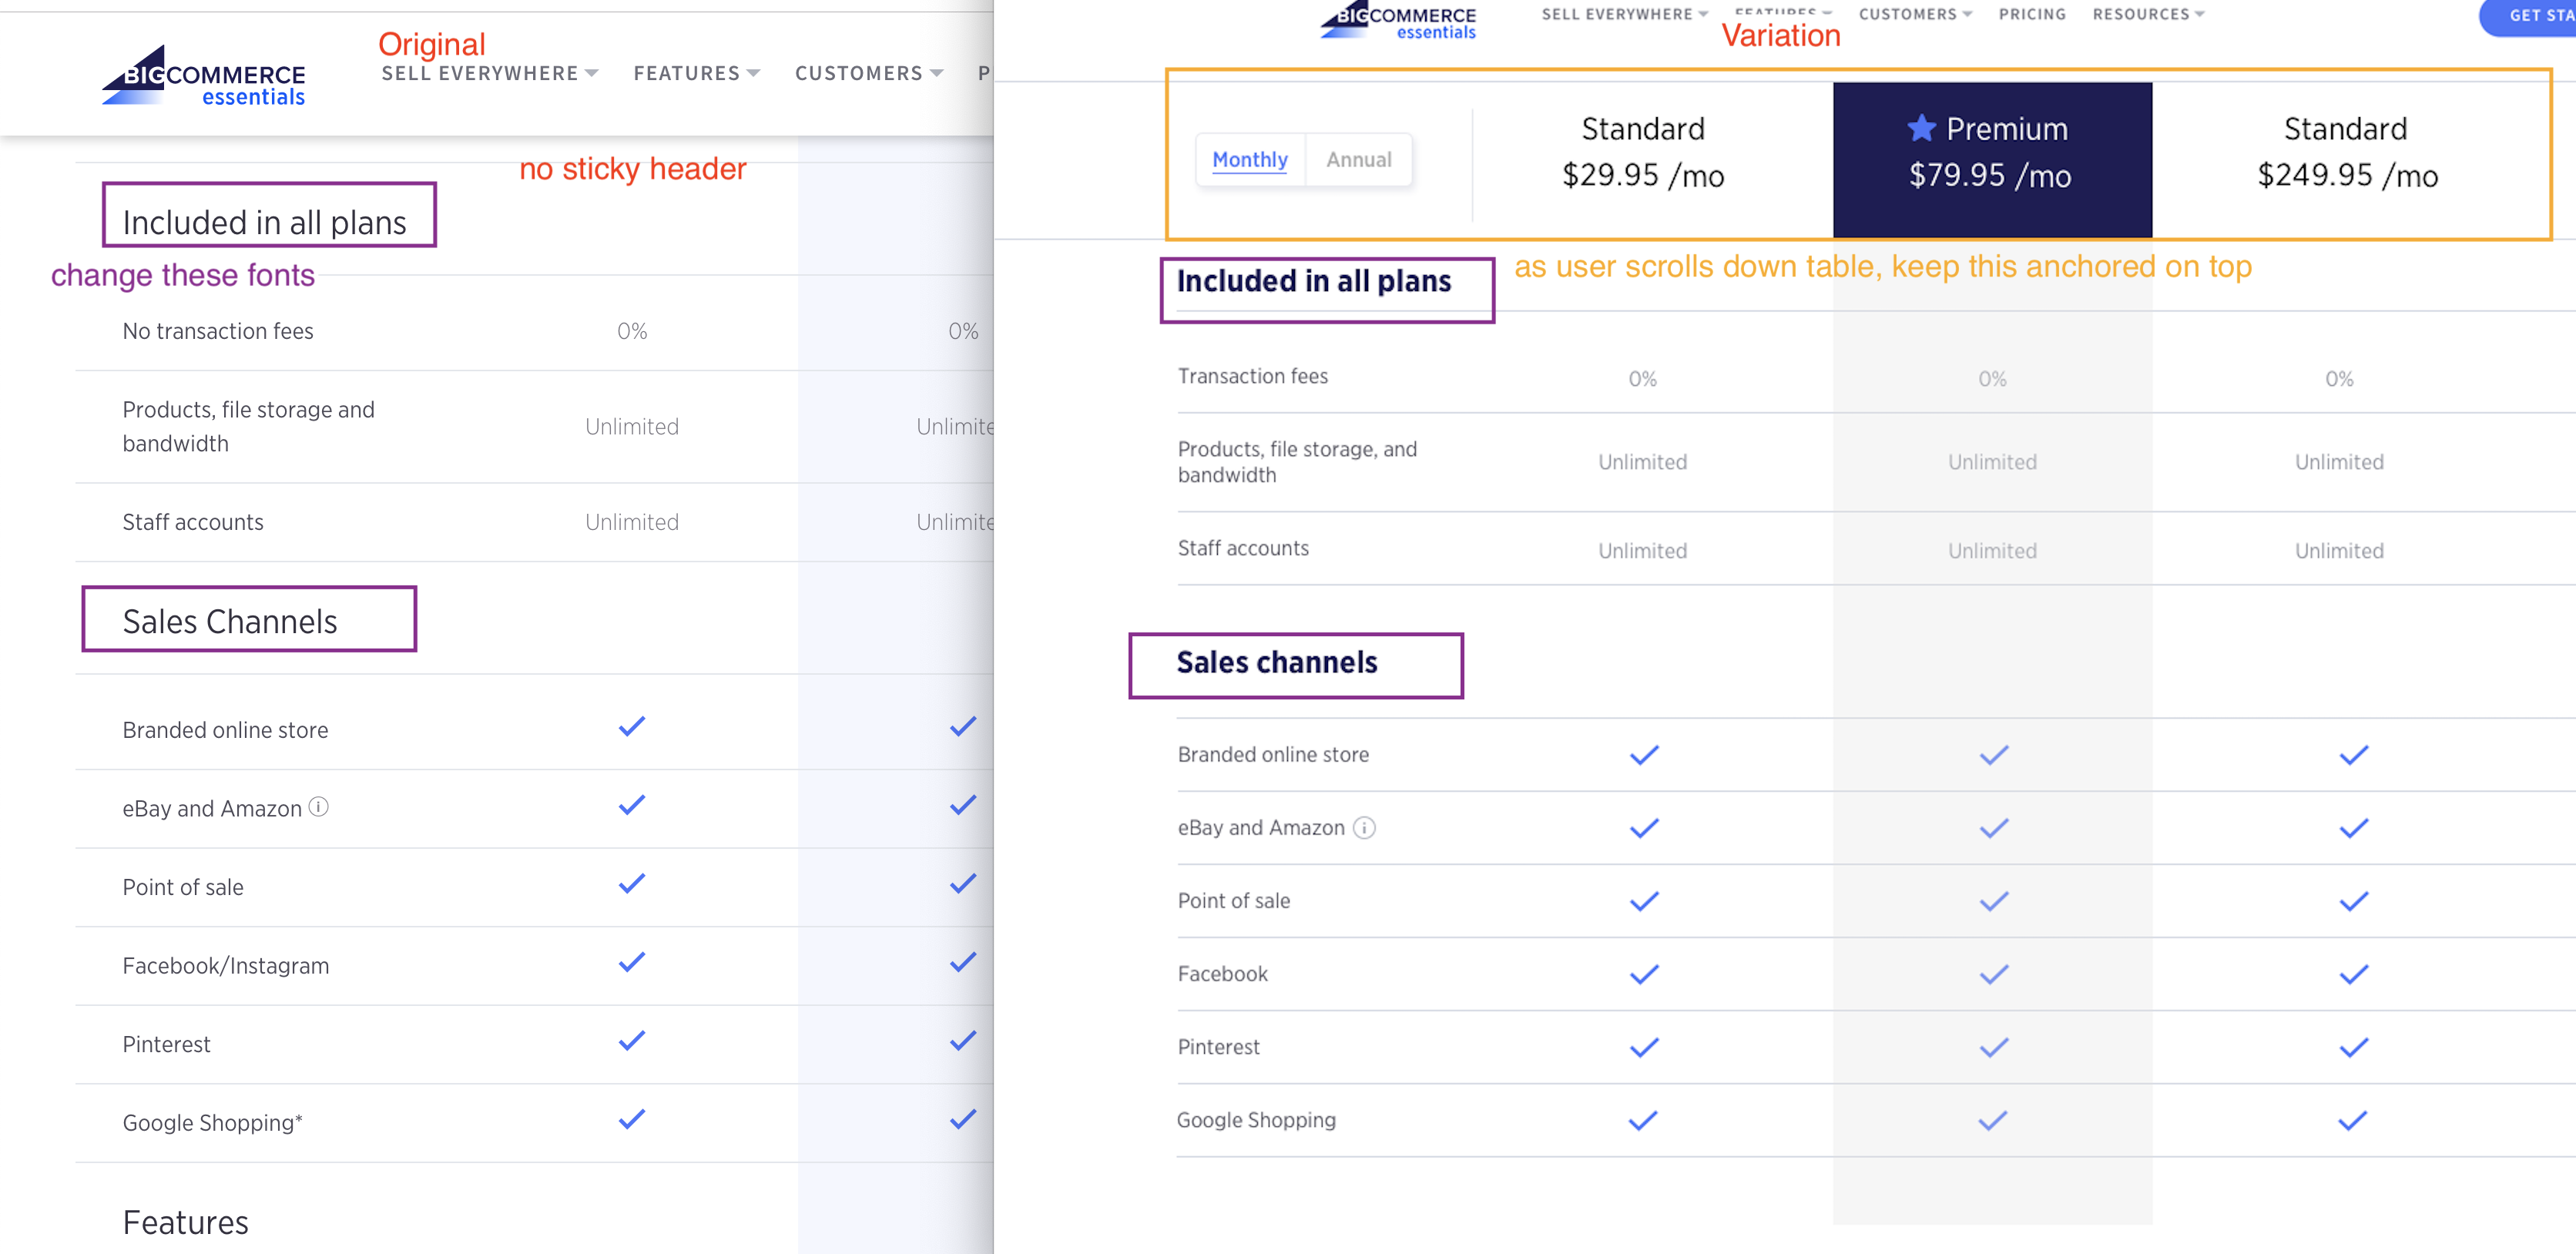 Original
BIGCOMMERCE
essentials
SELL EVERYWHERE FEATURES CUSTOMERS P
no sticky header
Included in all plans
change these fonts
No transaction fees 0% 0%
Products, file storage and
bandwidth
Unlimited Unlimite
Staff accounts Unlimited Unlimite
Sales Channels
Branded online store
eBay and Amazon i
Point of sale
Facebook/Instagram
Pinterest
Google Shopping*
Features
BIGCOMMERCE
essentials
SELL EVERYWHERE FEATURES CUSTOMERS PRICING RESOURCES GET STA
Variation
Monthly Annual
Standard
$29.95 /mo
Premium
$79.95 /mo
Standard
$249.95 /mo
as user scrolls down table, keep this anchored on top
Included in all plans
Transaction fees 0% 0% 0%
Products, file storage, and
bandwidth
Unlimited Unlimited Unlimited
Staff accounts Unlimited Unlimited Unlimited
Sales channels
Branded online store
eBay and Amazon i
Point of sale
Facebook
Pinterest
Google Shopping